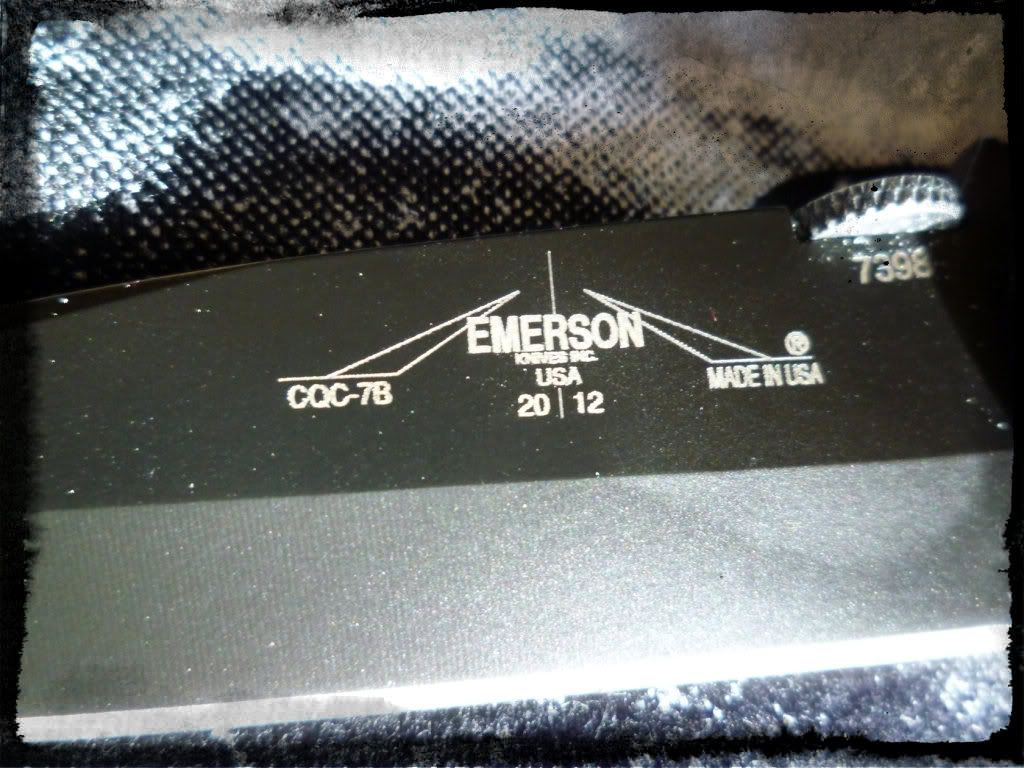 7398
EMERSON
KNIVES INC.
USA
20 | 12
CQC-7B
®
MADE IN USA